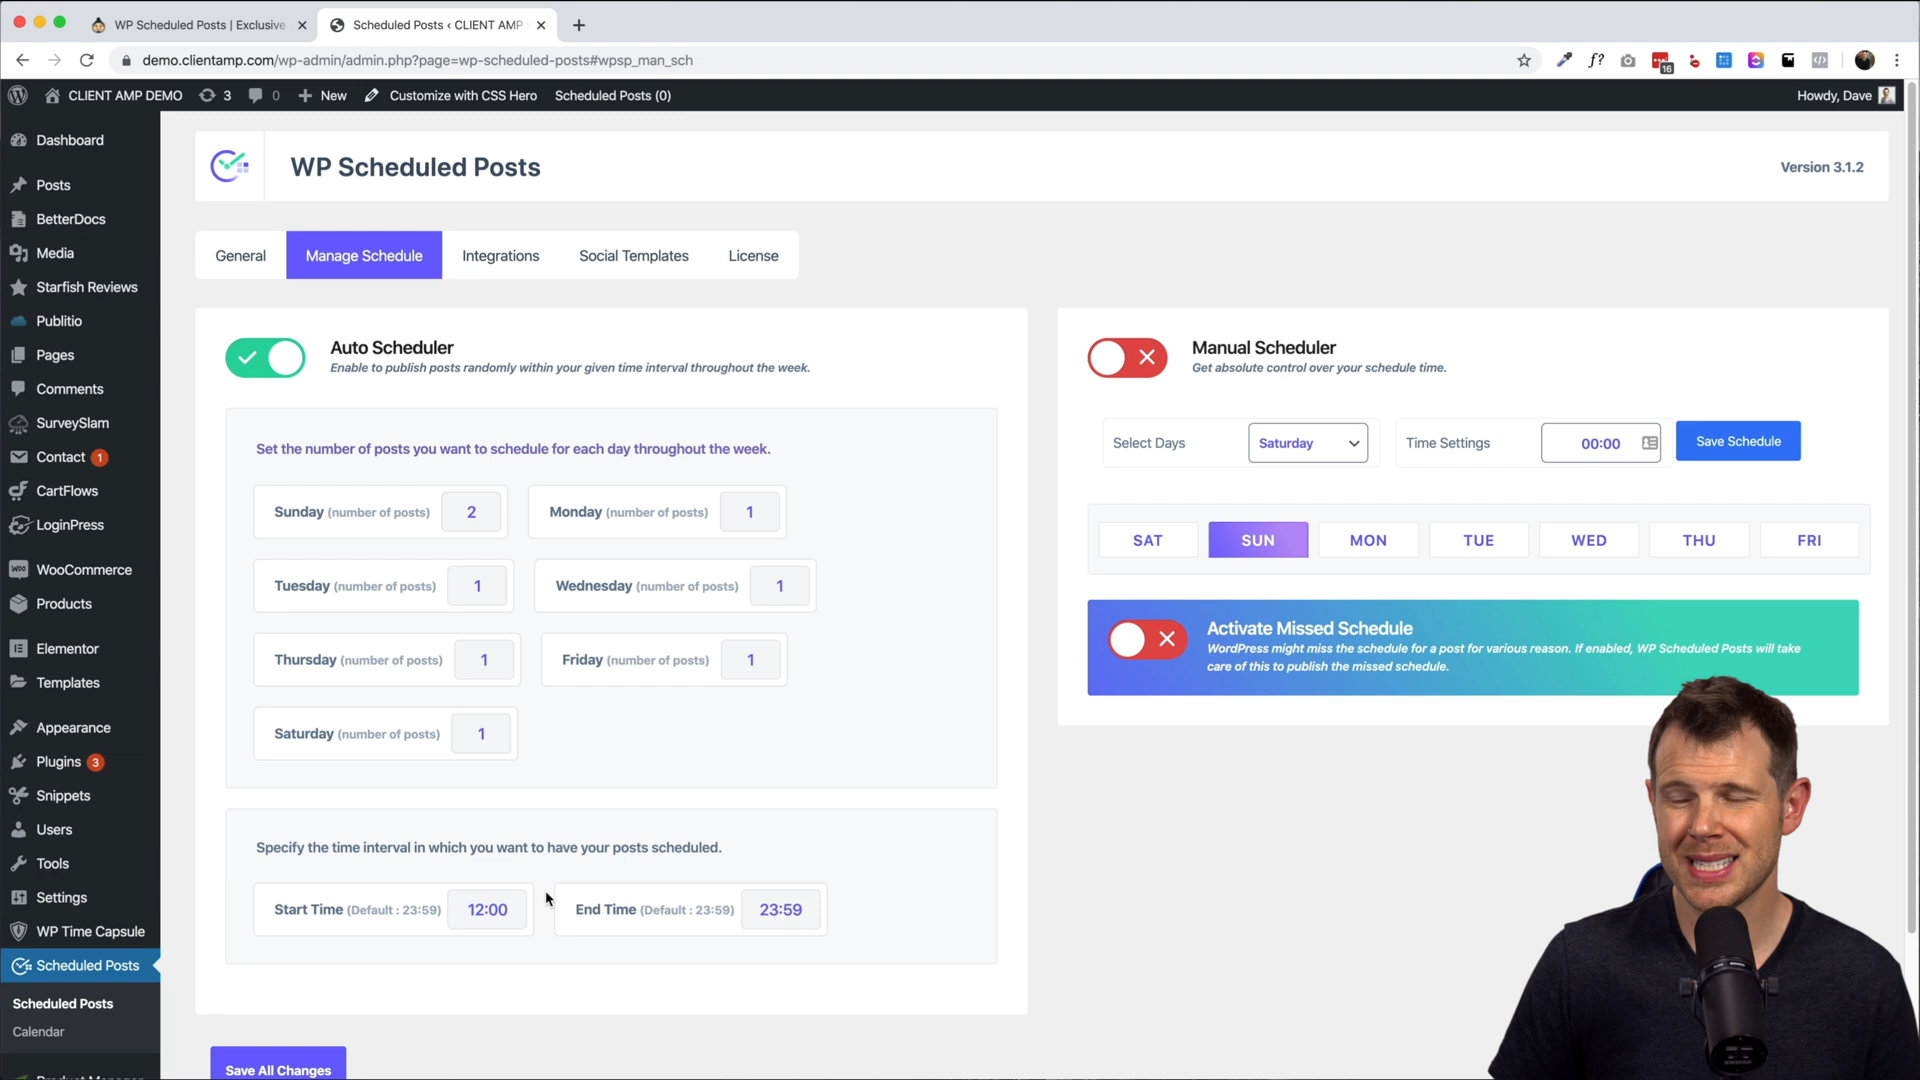 WP Scheduled Posts | Exclusive
Scheduled Posts ‹ CLIENT AMP
demo.clientamp.com/wp-admin/admin.php?page=wp-scheduled-posts#wpsp_man_sch
f?
16
CLIENT AMP DEMO
3
0
New
Customize with CSS Hero
Scheduled Posts (0)
Howdy, Dave
Dashboard
Posts
BetterDocs
Media
Starfish Reviews
Publitio
Pages
Comments
SurveySlam
Contact 1
CartFlows
LoginPress
WooCommerce
Products
Elementor
Templates
Appearance
Plugins 3
Snippets
Users
Tools
Settings
WP Time Capsule
Scheduled Posts
Scheduled Posts
Calendar
WP Scheduled Posts
Version 3.1.2
General
Manage Schedule
Integrations
Social Templates
License
Auto Scheduler
Enable to publish posts randomly within your given time interval throughout the week.
Set the number of posts you want to schedule for each day throughout the week.
Sunday (number of posts) 2
Monday (number of posts) 1
Tuesday (number of posts) 1
Wednesday (number of posts) 1
Thursday (number of posts) 1
Friday (number of posts) 1
Saturday (number of posts) 1
Specify the time interval in which you want to have your posts scheduled.
Start Time (Default : 23:59) 12:00
End Time (Default : 23:59) 23:59
Save All Changes
Manual Scheduler
Get absolute control over your schedule time.
Select Days
Saturday
Time Settings
00:00
Save Schedule
SAT
SUN
MON
TUE
WED
THU
FRI
Activate Missed Schedule
WordPress might miss the schedule for a post for various reason. If enabled, WP Scheduled Posts will take
care of this to publish the missed schedule.